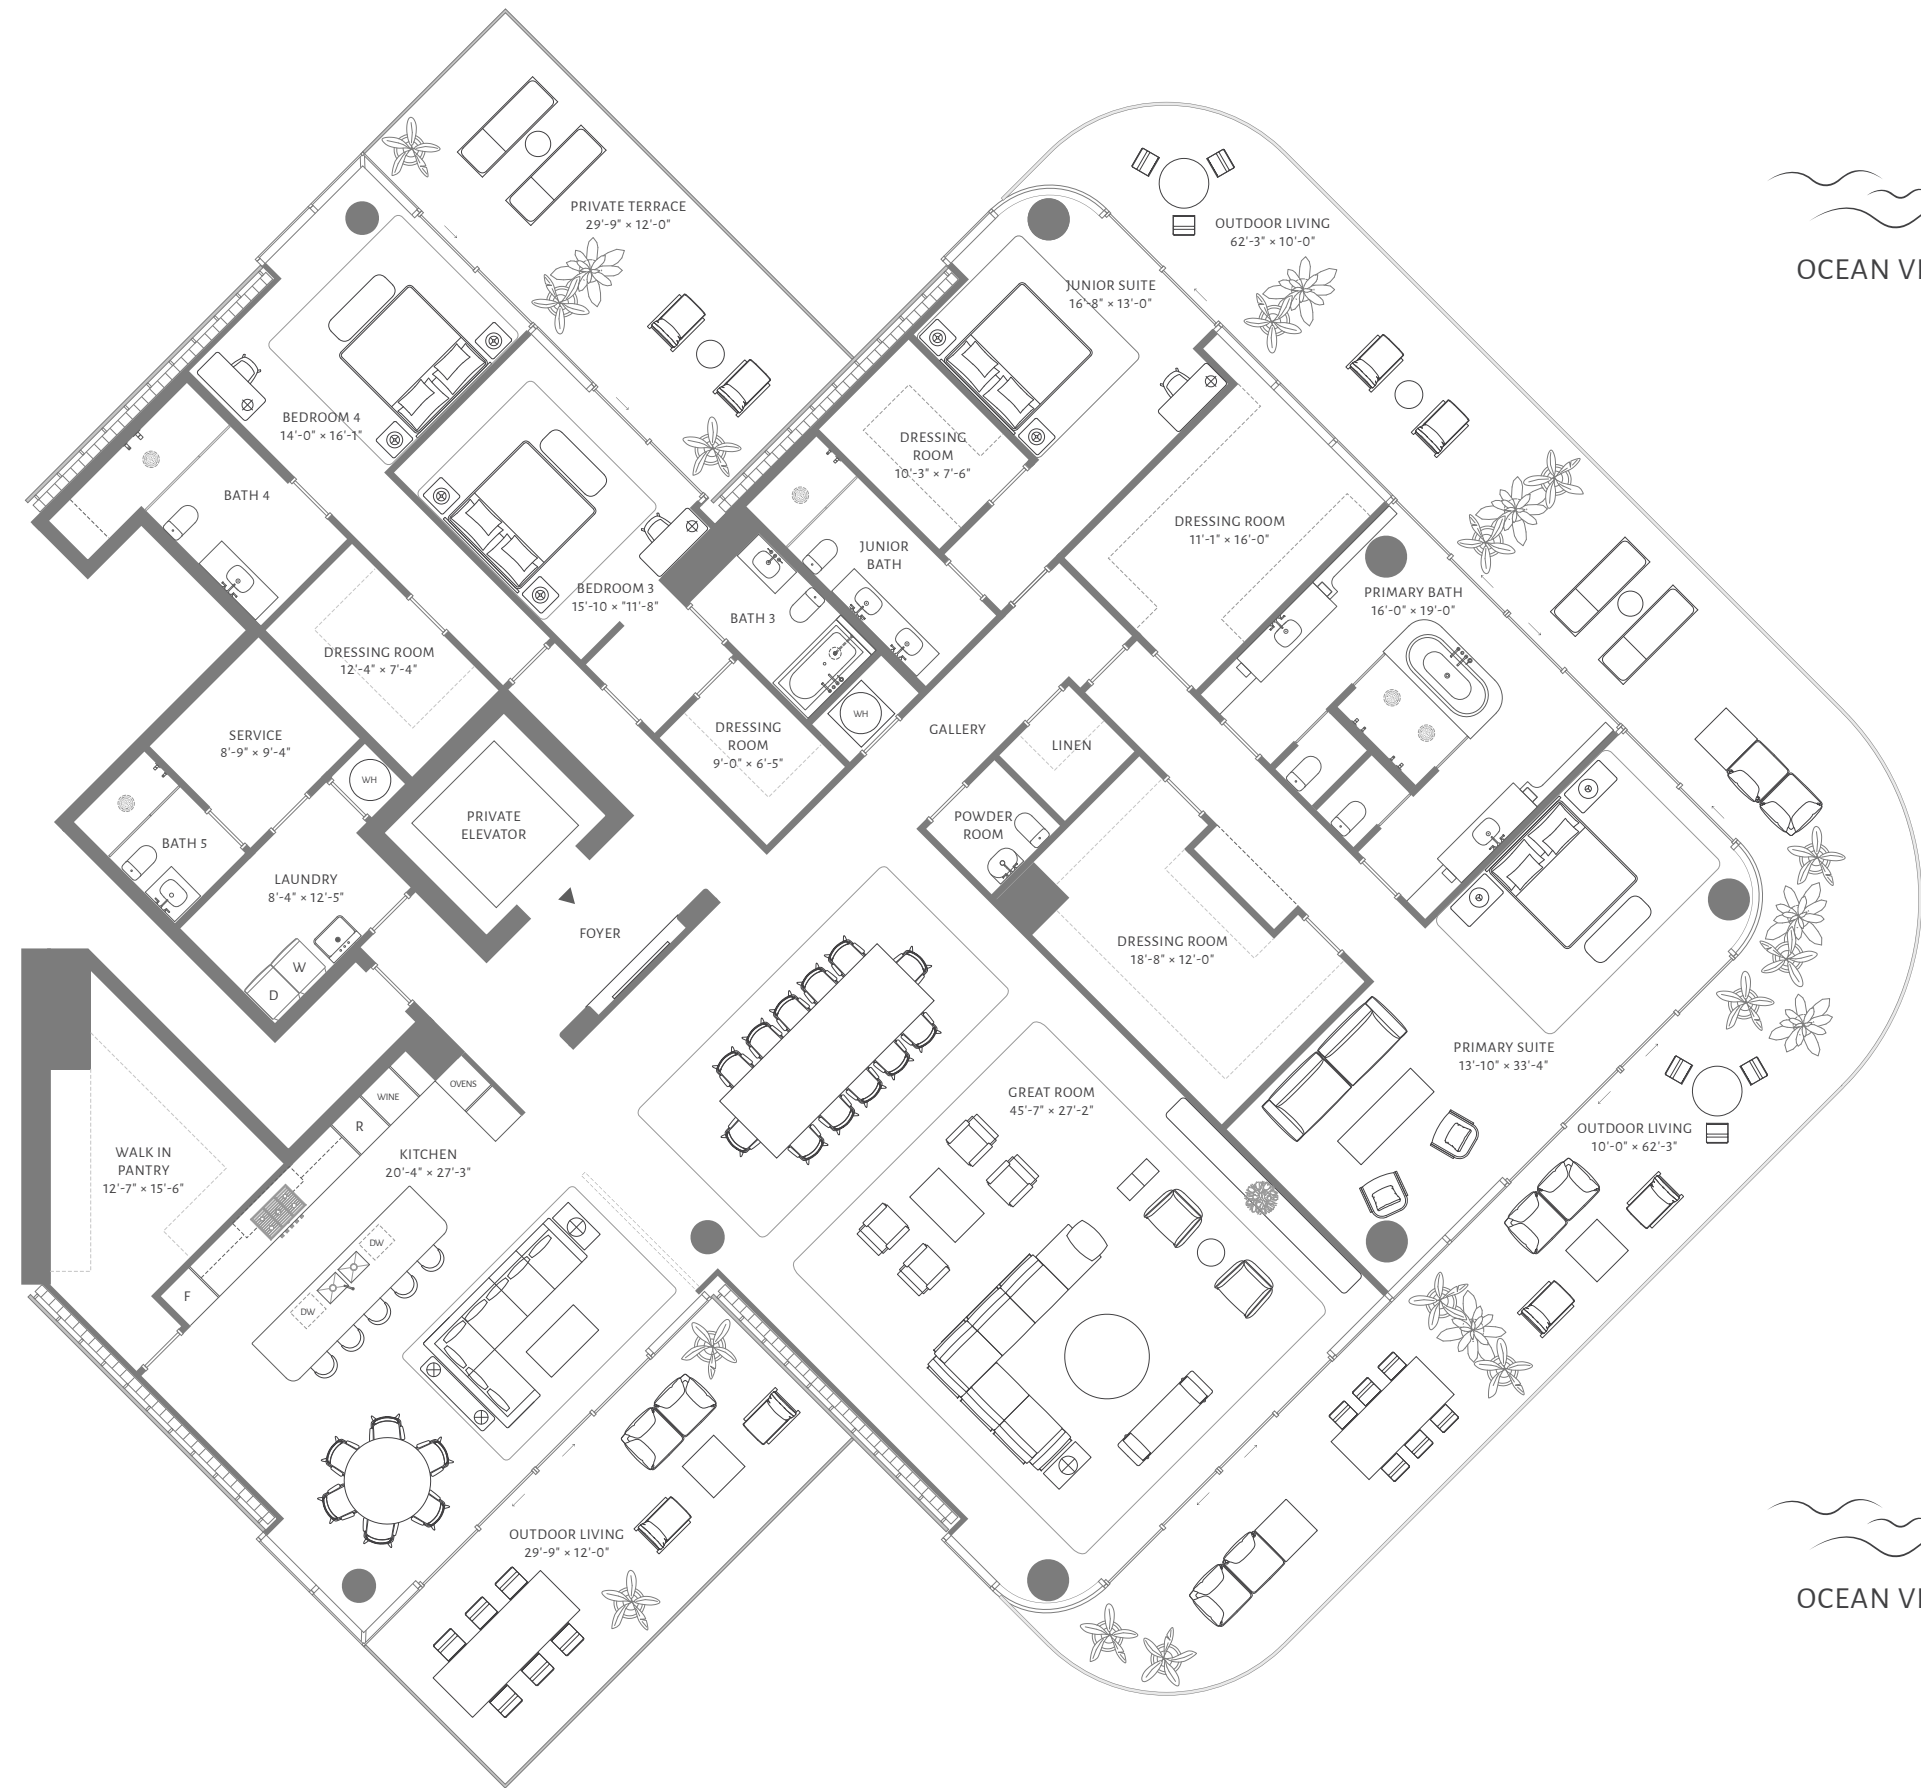 PRIVATE TERRACE
29'-9" × 12'-0"
OUTDOOR LIVING
62'-3" × 10'-0"
OCEAN VI
JUNIOR SUITE
16'-8" × 13'-0"
BEDROOM 4
14'-0" × 16'-1"
DRESSING
ROOM
10'-3" × 7'-6"
BATH 4
DRESSING ROOM
11'-1" × 16'-0"
JUNIOR
BATH
BEDROOM 3
15'-10 × "11'-8"
PRIMARY BATH
16'-0" × 19'-0"
BATH 3
DRESSING ROOM
12'-4" × 7'-4"
WH
SERVICE
8'-9" × 9'-4"
DRESSING
ROOM
9'-0" × 6'-5"
GALLERY
LINEN
WH
PRIVATE
ELEVATOR
POWDER
ROOM
BATH 5
LAUNDRY
8'-4" × 12'-5"
FOYER
DRESSING ROOM
18'-8" × 12'-0"
W
D
PRIMARY SUITE
13'-10" × 33'-4"
OVENS
WINE
R
GREAT ROOM
45'-7" × 27'-2"
OUTDOOR LIVING
10'-0" × 62'-3"
WALK IN
PANTRY
12'-7" × 15'-6"
KITCHEN
20'-4" × 27'-3"
DW
DW
F
OUTDOOR LIVING
29'-9" × 12'-0"
OCEAN VI